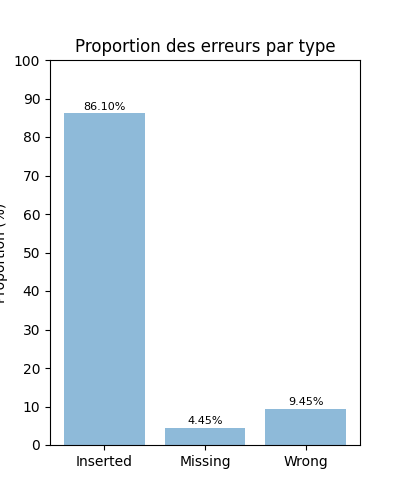 Proportion des erreurs par type
Proportion (%)
100
90
80
70
60
50
40
30
20
10
0
86.10%
4.45%
9.45%
Inserted
Missing
Wrong